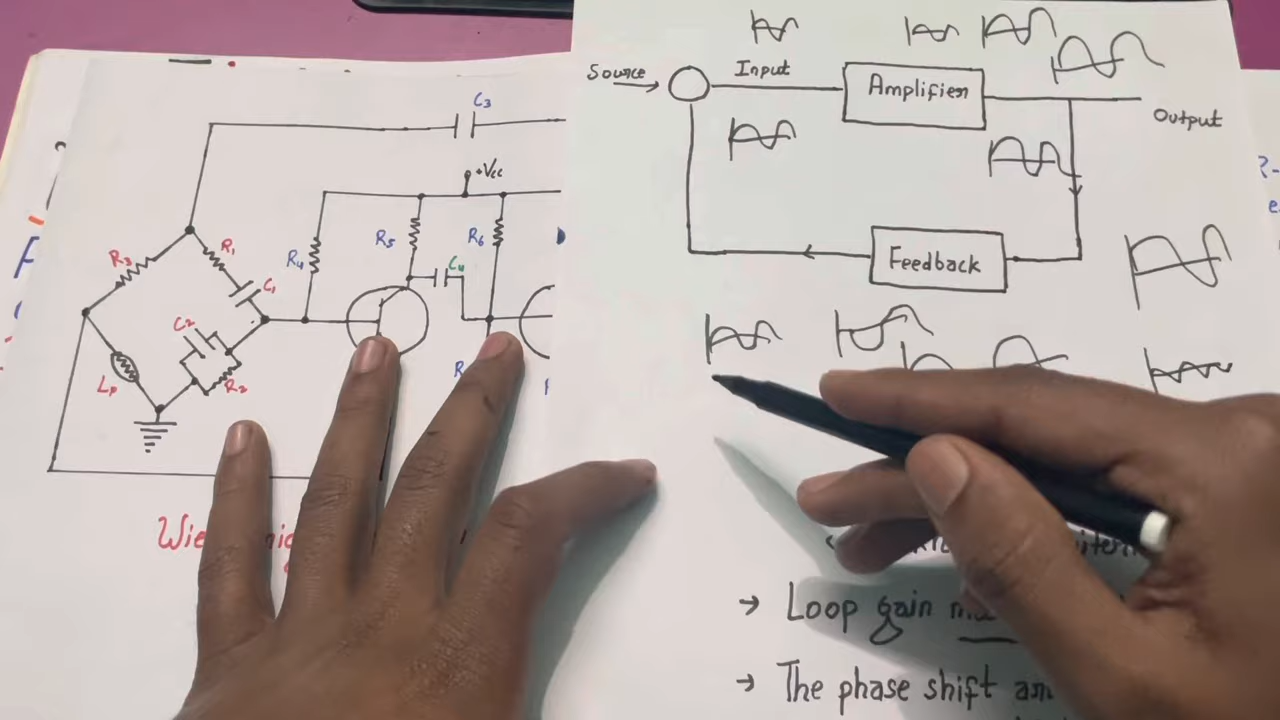 C3
+Vcc
R3
R1
R4
R5
R6
C4
C1
C2
Lp
R2
Source
Input
Amplifier
Output
Feedback
→ Loop gain
→ The phase shift